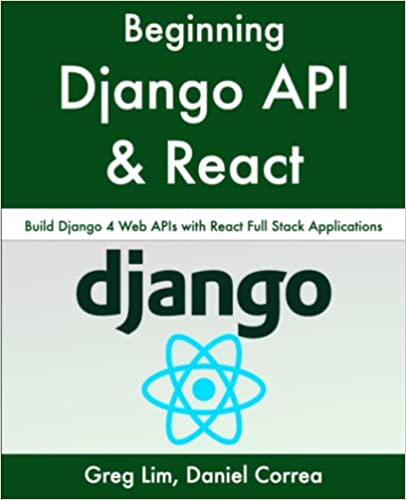 Beginning
Django API
& React
Build Django 4 Web APIs with React Full Stack Applications
django
Greg Lim, Daniel Correa